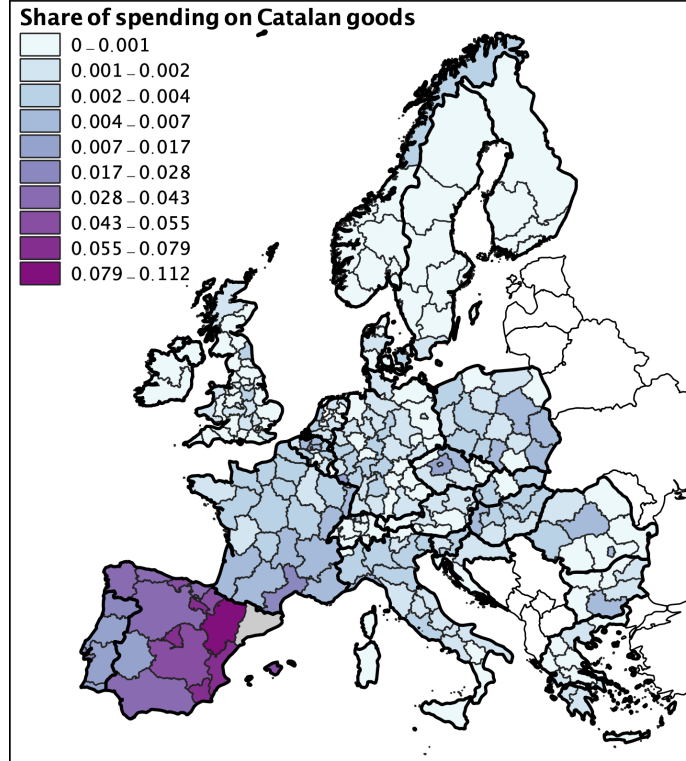 Share of spending on Catalan goods
0 – 0.001
0.001 – 0.002
0.002 – 0.004
0.004 – 0.007
0.007 – 0.017
0.017 – 0.028
0.028 – 0.043
0.043 – 0.055
0.055 – 0.079
0.079 – 0.112